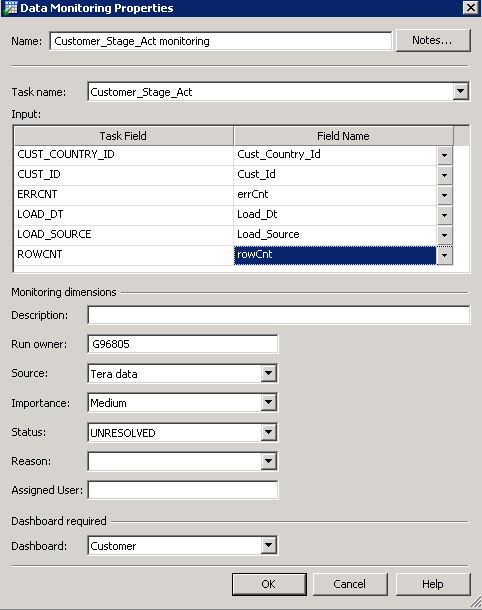 Data Monitoring Properties
Name: Customer_Stage_Act monitoring Notes...
Task name: Customer_Stage_Act
Input:
Task Field Field Name
CUST_COUNTRY_ID Cust_Country_Id
CUST_ID Cust_Id
ERRCNT errCnt
LOAD_DT Load_Dt
LOAD_SOURCE Load_Source
ROWCNT rowCnt
Monitoring dimensions
Description:
Run owner: G96805
Source: Tera data
Importance: Medium
Status: UNRESOLVED
Reason:
Assigned User:
Dashboard required
Dashboard: Customer
OK Cancel Help